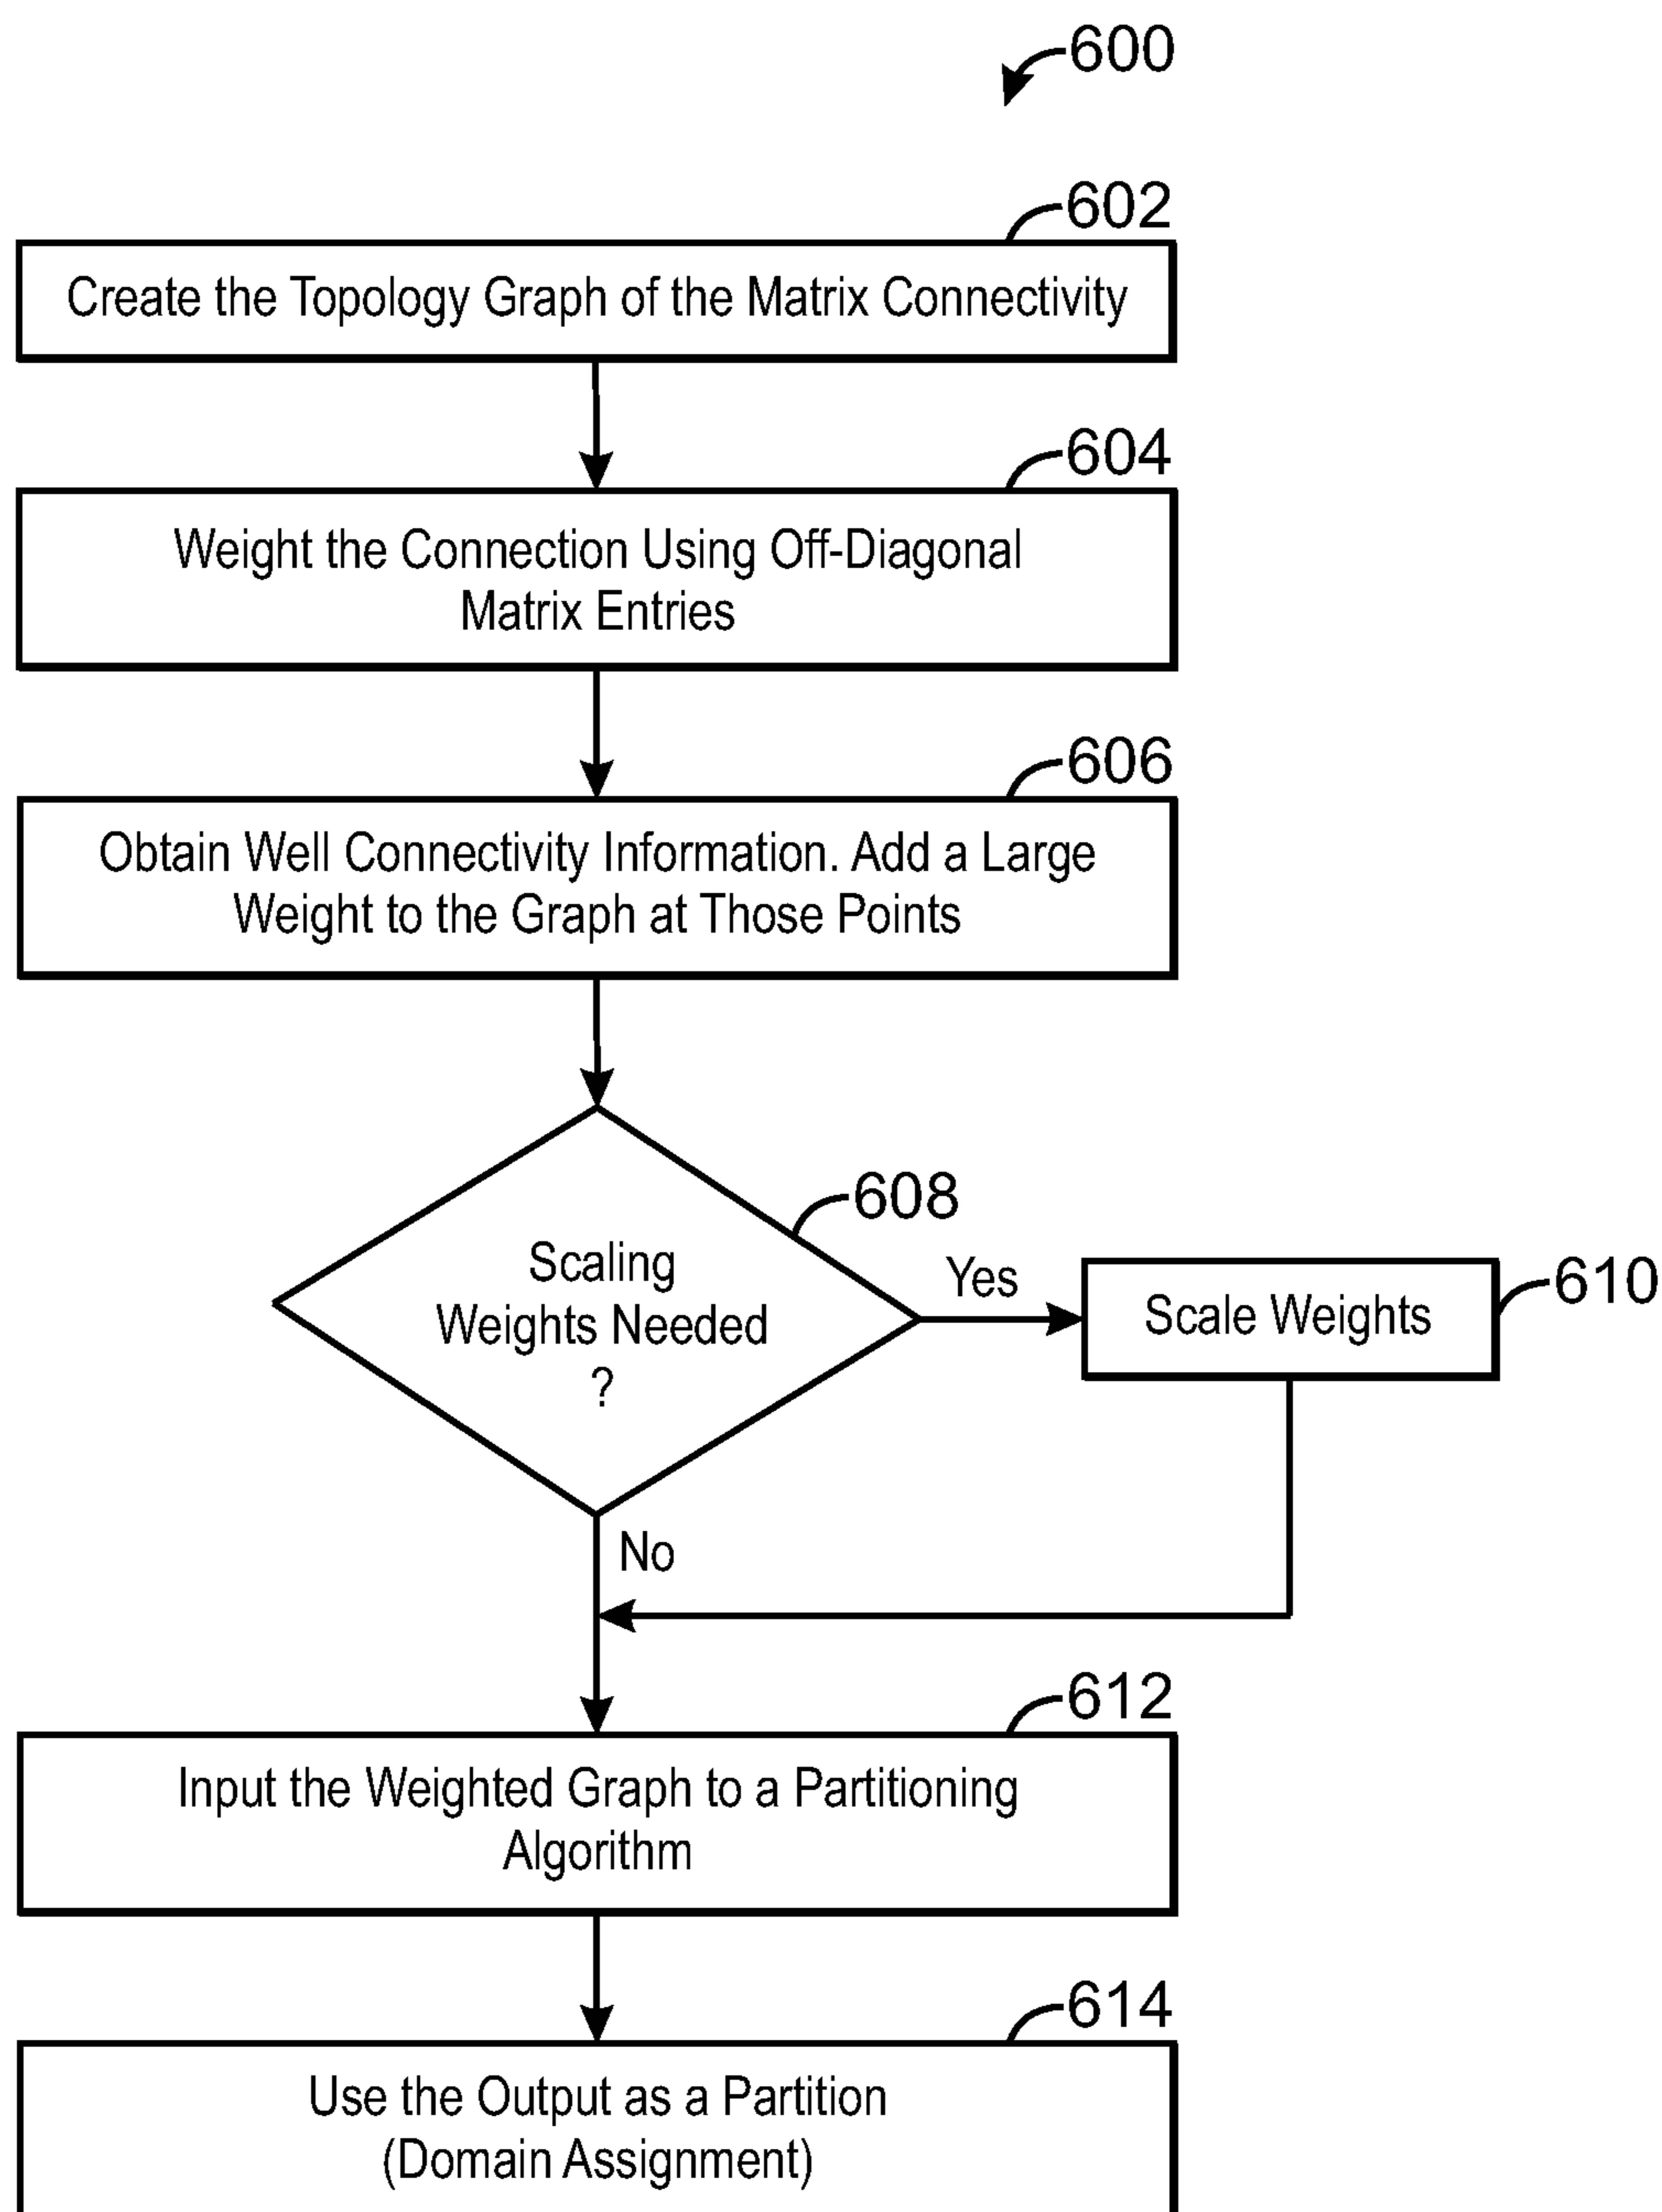 600
602
Create the Topology Graph of the Matrix Connectivity
604
Weight the Connection Using Off-Diagonal
Matrix Entries
606
Obtain Well Connectivity Information. Add a Large
Weight to the Graph at Those Points
608
Scaling
Weights Needed
?
Yes
Scale Weights
610
No
612
Input the Weighted Graph to a Partitioning
Algorithm
614
Use the Output as a Partition
(Domain Assignment)